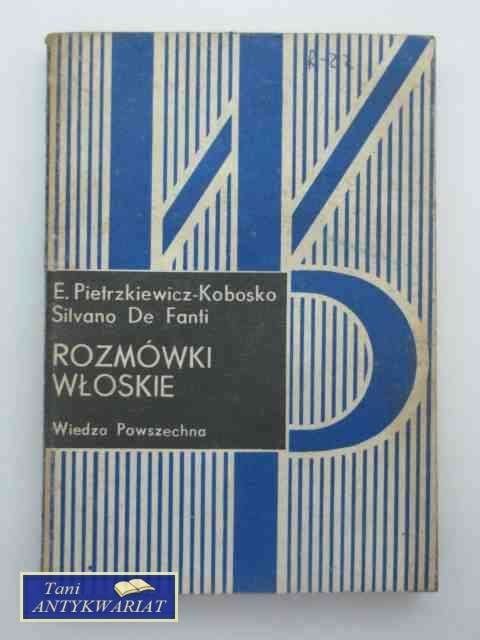 E. Pietrzkiewicz-Kobosko
Silvano De Fanti
ROZMÓWKI
WŁOSKIE
Wiedza Powszechna
Tani
ANTYKWARIAT